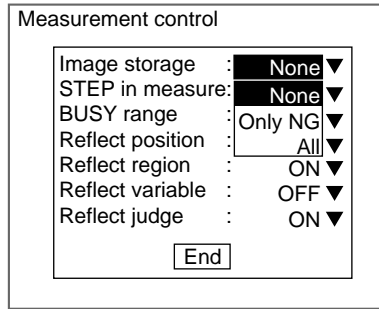 Measurement control
Image storage : None ▼
STEP in measure: None ▼
BUSY range : Only NG ▼
Reflect position : All ▼
Reflect region : ON ▼
Reflect variable : OFF ▼
Reflect judge : ON ▼
End